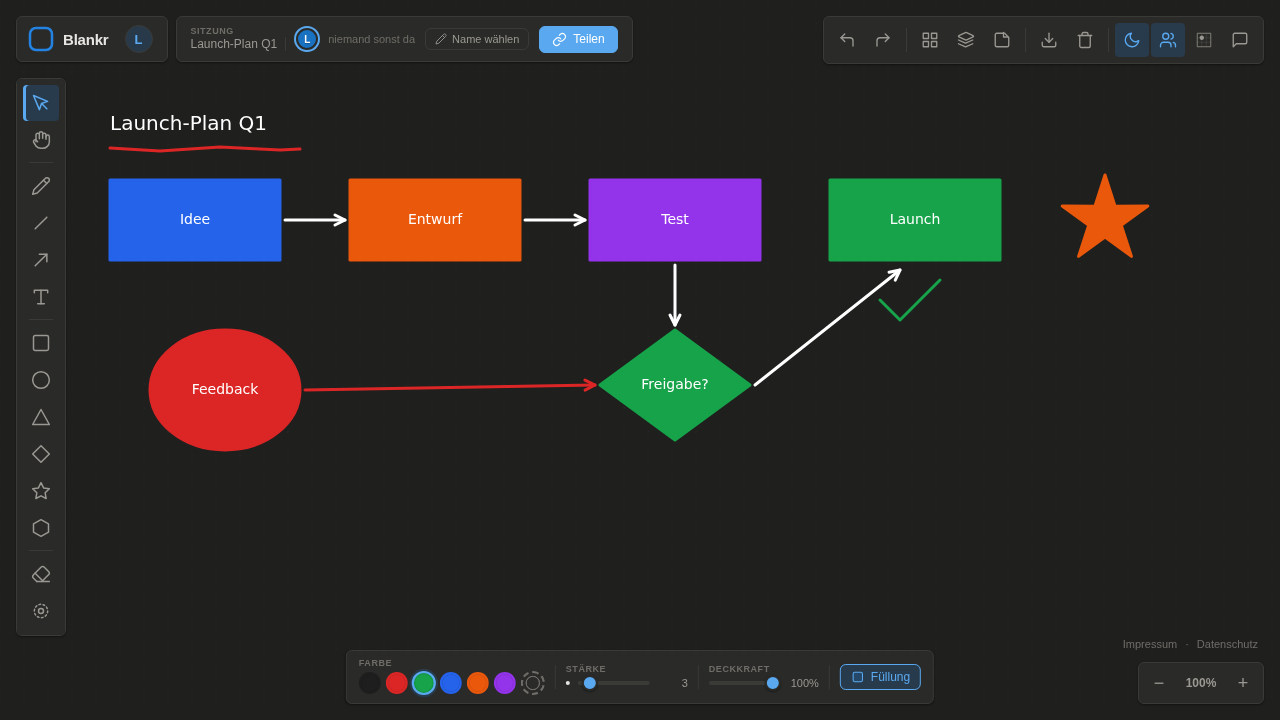 Blankr
L
SITZUNG
Launch-Plan Q1
L
niemand sonst da
Name wählen
Teilen
Launch-Plan Q1
Idee
Entwurf
Test
Launch
Feedback
Freigabe?
Impressum · Datenschutz
FARBE
STÄRKE
3
DECKKRAFT
100%
Füllung
− 100% +